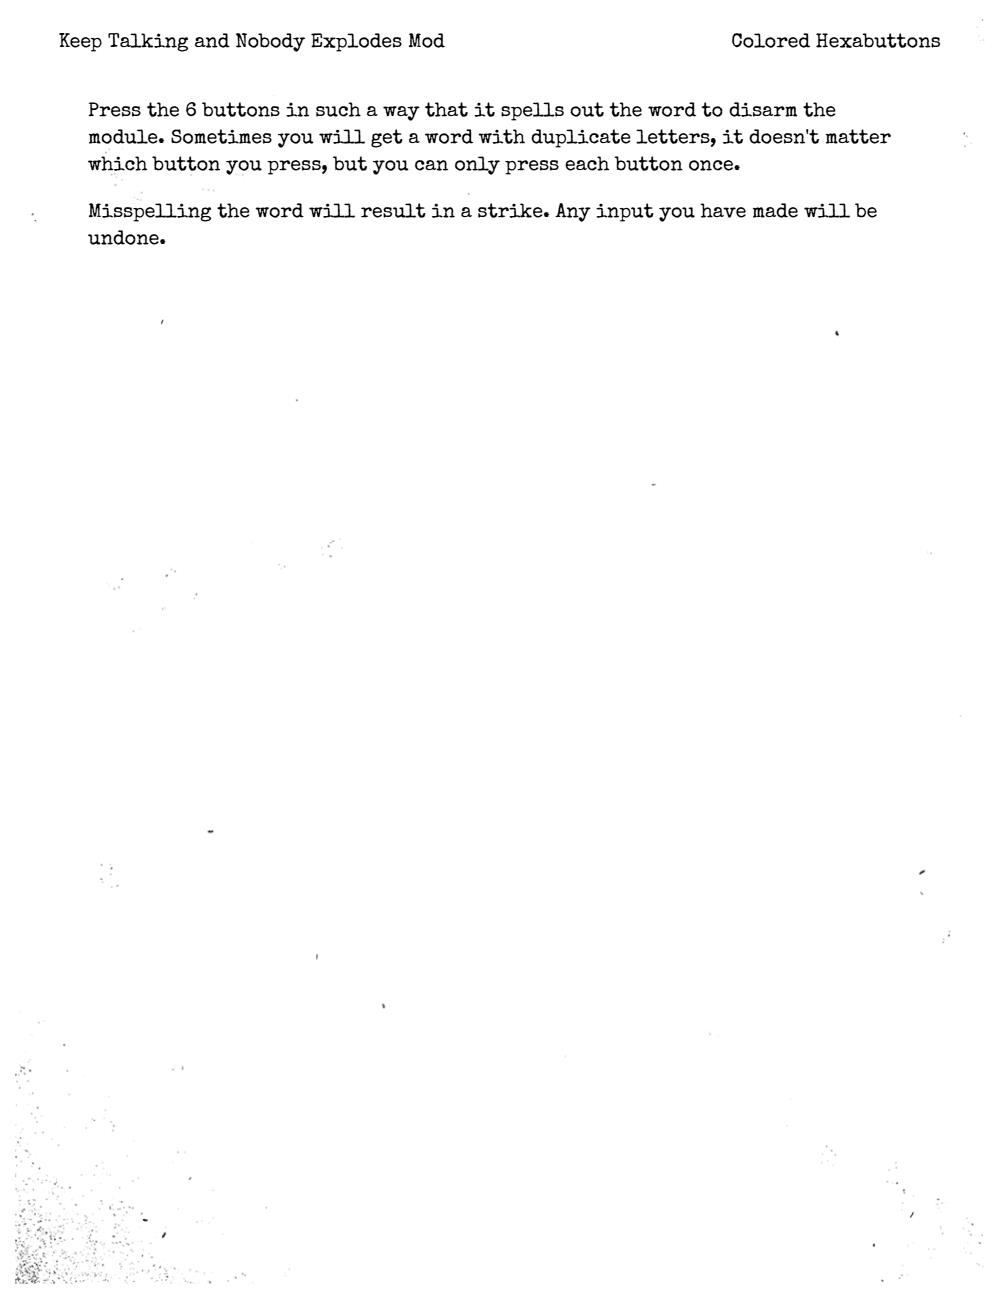 Keep Talking and Nobody Explodes Mod
Colored Hexabuttons
Press the 6 buttons in such a way that it spells out the word to disarm the
module. Sometimes you will get a word with duplicate letters, it doesn't matter
which button you press, but you can only press each button once.
Misspelling the word will result in a strike. Any input you have made will be
undone.